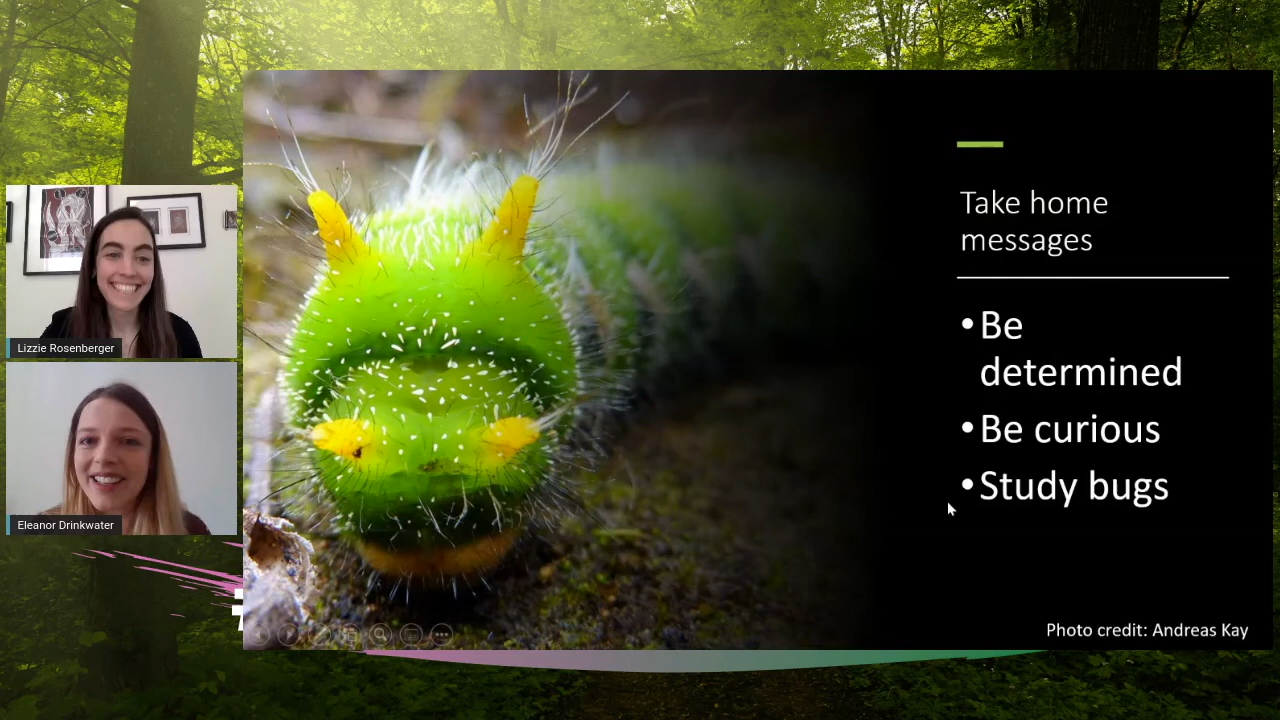 Lizzie Rosenberger
Eleanor Drinkwater
Take home
messages
•Be
determined
•Be curious
•Study bugs
Photo credit: Andreas Kay